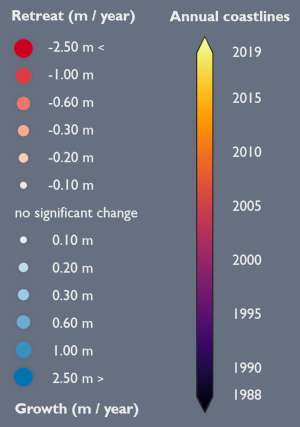 Retreat (m / year)
-2.50 m <
-1.00 m
-0.60 m
-0.30 m
-0.20 m
-0.10 m
no significant change
0.10 m
0.20 m
0.30 m
0.60 m
1.00 m
2.50 m >
Growth (m / year)
Annual coastlines
2019
2015
2010
2005
2000
1995
1990
1988